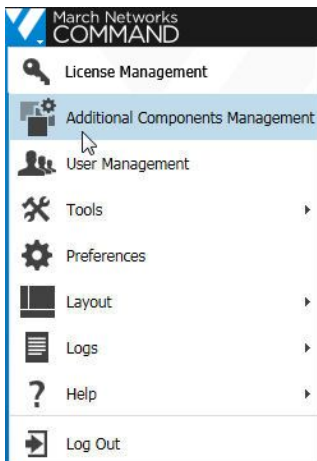 March Networks
COMMAND
License Management
Additional Components Management
User Management
Tools
Preferences
Layout
Logs
? Help
Log Out